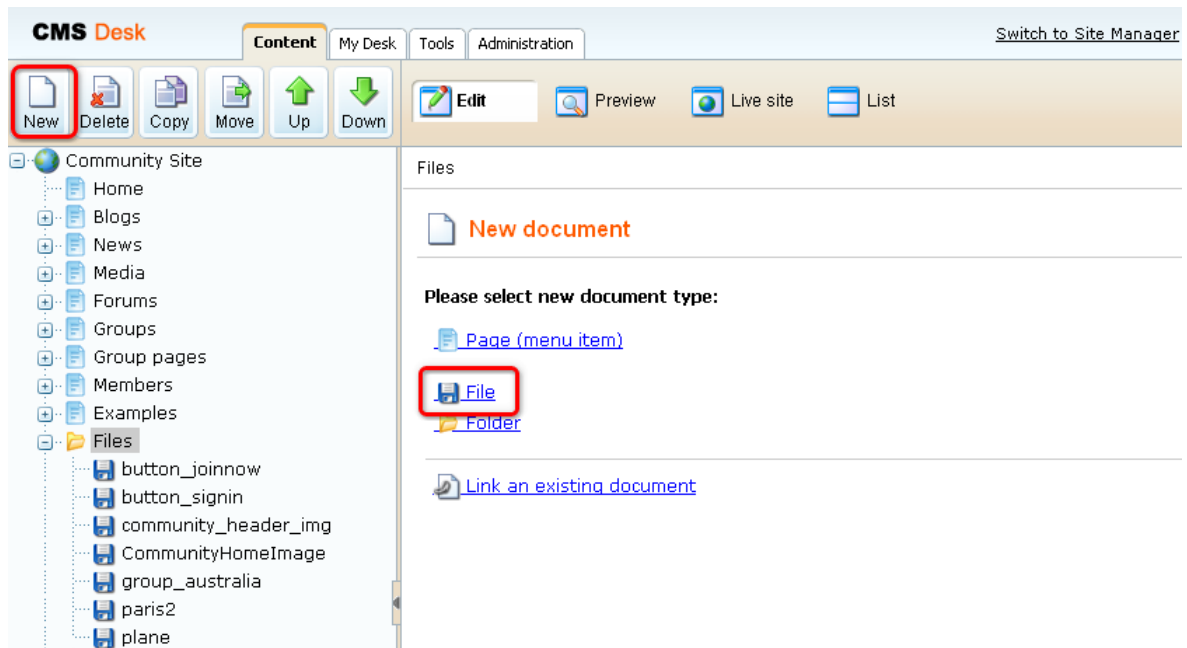 CMS Desk
Content My Desk Tools Administration
Switch to Site Manager
New Delete Copy Move Up Down
Edit Preview Live site List
Community Site
Home
Blogs
News
Media
Forums
Groups
Group pages
Members
Examples
Files
button_joinnow
button_signin
community_header_img
CommunityHomeImage
group_australia
paris2
plane
Files
New document
Please select new document type:
Page (menu item)
File
Folder
Link an existing document